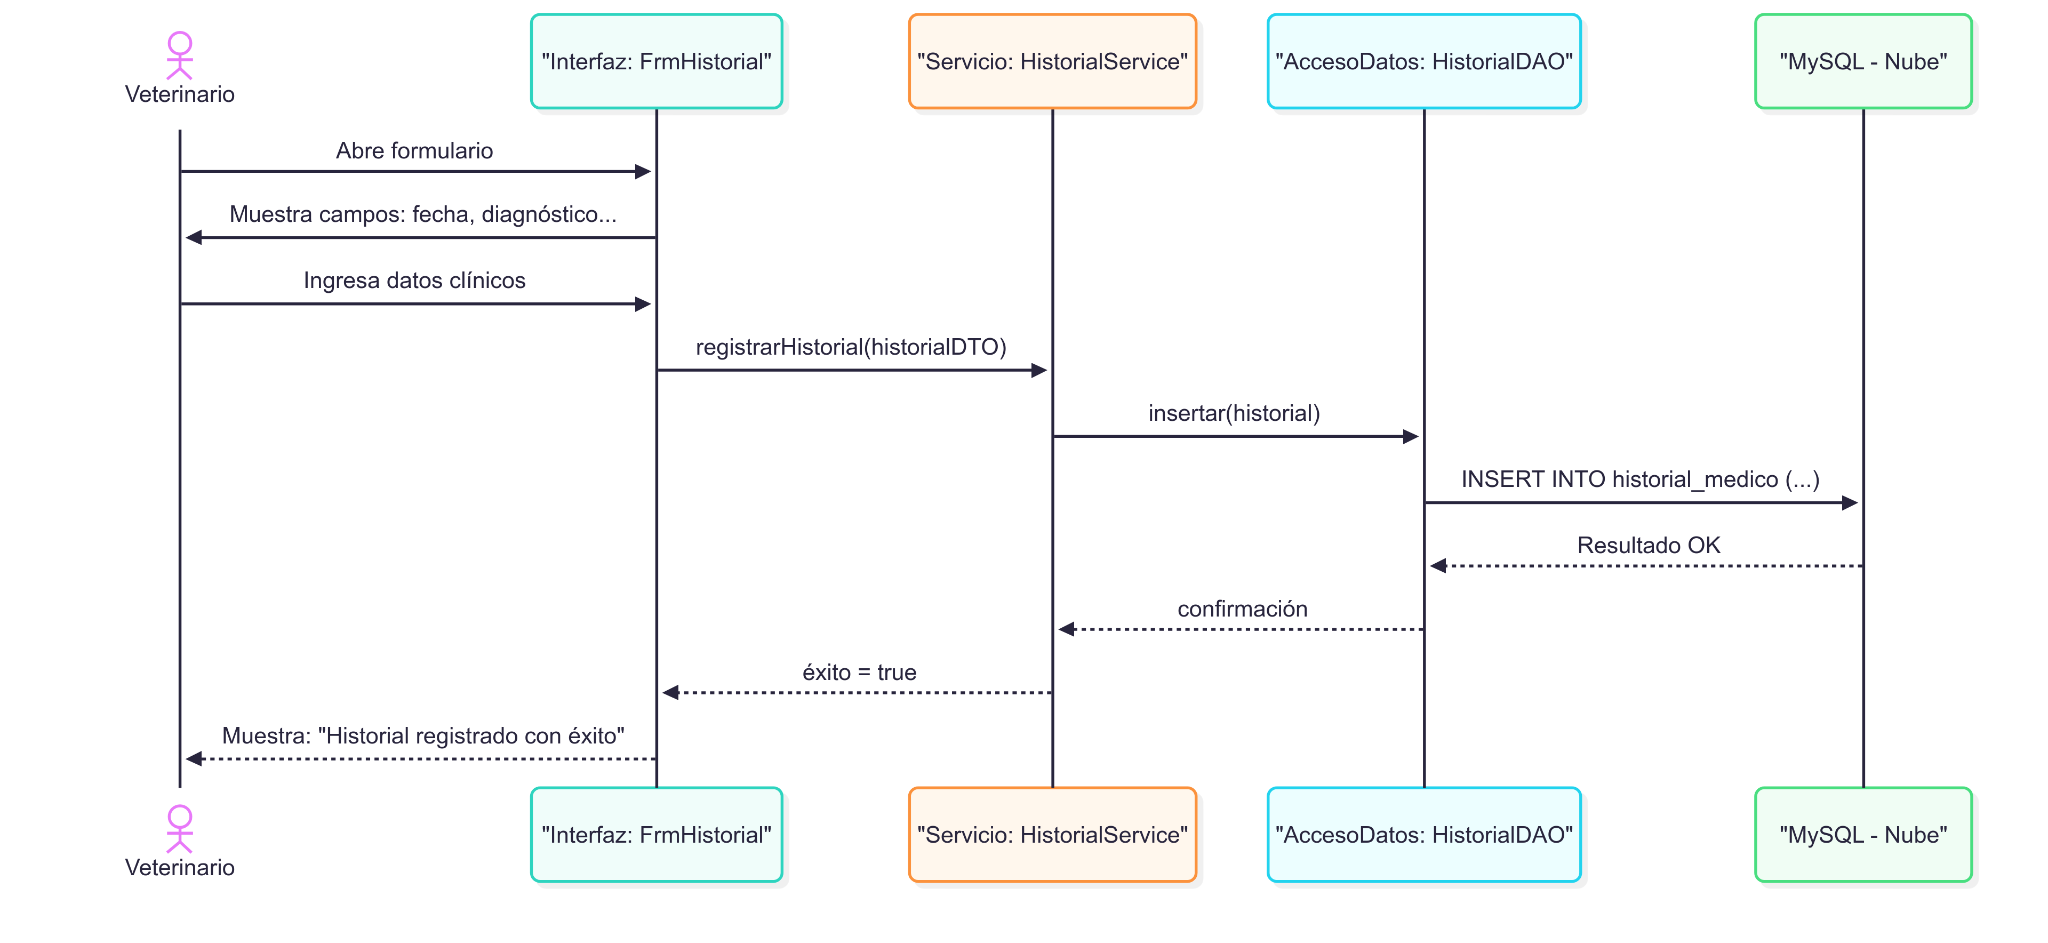 Veterinario
"Interfaz: FrmHistorial"
"Servicio: HistorialService"
"AccesoDatos: HistorialDAO"
"MySQL - Nube"
Abre formulario
Muestra campos: fecha, diagnóstico...
Ingresa datos clínicos
registrarHistorial(historialDTO)
insertar(historial)
INSERT INTO historial_medico (...)
Resultado OK
confirmación
éxito = true
Muestra: "Historial registrado con éxito"
Veterinario
"Interfaz: FrmHistorial"
"Servicio: HistorialService"
"AccesoDatos: HistorialDAO"
"MySQL - Nube"